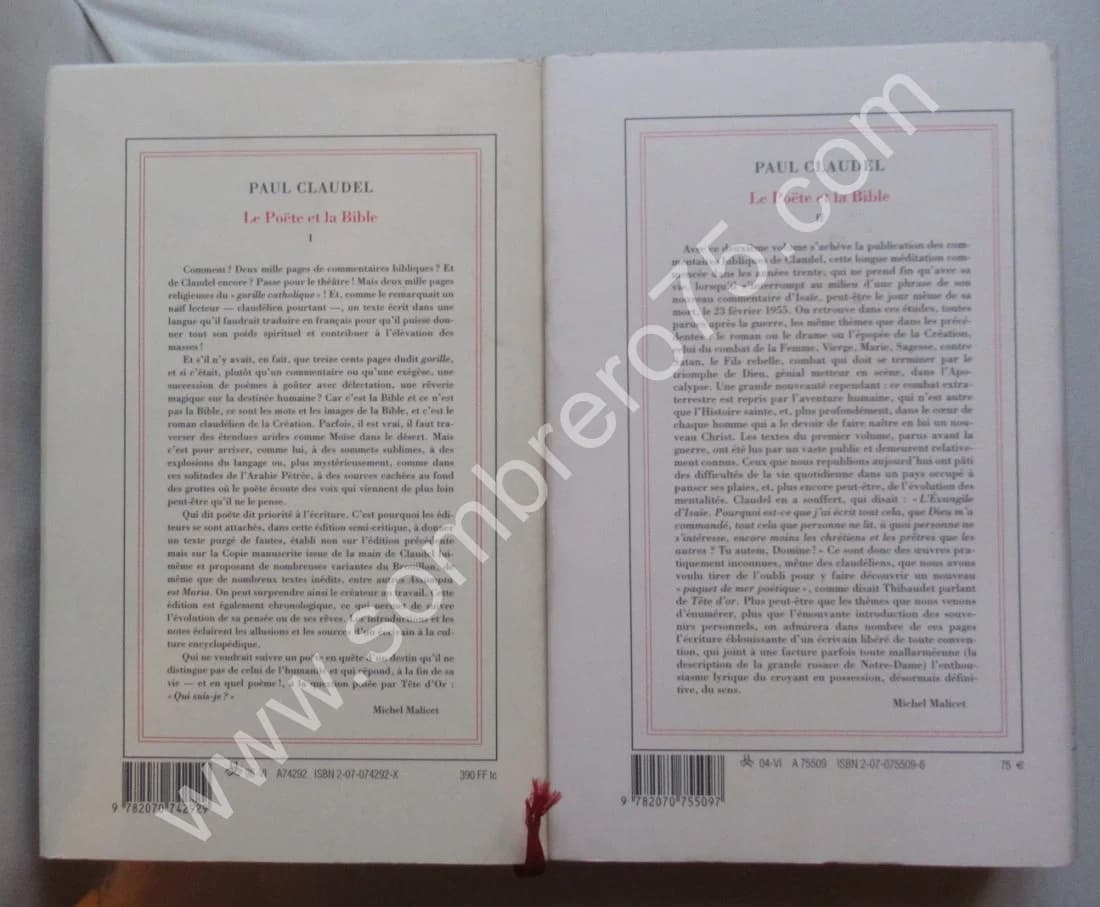 PAUL CLAUDEL
Le Poëte et la Bible
I
Comment ? Deux mille pages de commentaires bibliques ? Et
de Claudel encore ? Passe pour le théâtre ! Mais deux mille pages
religieuses du « gorille catholique » ! Et, comme le remarquait un
naïf lecteur — claudélien pourtant —, un texte écrit dans une
langue qu'il faudrait traduire en français pour qu'il puisse don-
ner tout son poids spirituel et contribuer à l'élévation des
masses !
Et s'il n'y avait, en fait, que treize cents pages dudit gorille,
et si c'était, plutôt qu'un commentaire ou qu'une exégèse, une
succession de poèmes à goûter avec délectation, une rêverie
magique sur la destinée humaine ? Car c'est la Bible et ce n'est
pas la Bible, ce sont les mots et les images de la Bible, et c'est le
roman claudélien de la Création. Parfois, il est vrai, il faut tra-
verser des étendues arides comme Moïse dans le désert. Mais
c'est pour arriver, comme lui, à des sommets sublimes, à des
explosions du langage ou, plus mystérieusement, comme dans
ces solitudes de l'Arabie Pétrée, à des sources cachées au fond
des grottes où le poëte écoute des voix qui viennent de plus loin
peut-être qu'il ne le pense.
Qui dit poëte dit priorité à l'écriture. C'est pourquoi les édi-
teurs se sont attachés, dans cette édition semi-critique, à donner
un texte purgé de fautes, établi non sur l'édition précédente
mais sur la Copie manuscrite issue de la main de Claudel lui-
même et proposant de nombreuses variantes du Brouillon, de
même que de nombreux textes inédits, entre autres Assumpta
est Maria. On peut surprendre ainsi le créateur au travail. Cette
édition est également chronologique, ce qui permet de suivre
l'évolution de sa pensée ou de ses rêves. Les introductions et les
notes éclairent les allusions et les sources d'un écrivain à la cul-
ture encyclopédique.
Qui ne voudrait suivre un poëte en quête d'un destin qu'il ne
distingue pas de celui de l'humanité et qui répond, à la fin de sa
vie — et en quel poème !, à la question posée par Tête d'Or :
« Qui suis-je ? »
Michel Malicet
VI A74292 ISBN 2-07-074292-X 390 FF tc
9 782070 742929
PAUL CLAUDEL
Le Poëte et la Bible
II
Avec ce deuxième volume s'achève la publication des com-
mentaires bibliques de Claudel, cette longue méditation com-
mencée dans les années trente, qui ne prend fin qu'avec sa
vie, lorsqu'il s'interrompt au milieu d'une phrase de son
nouveau commentaire d'Isaïe, peut-être le jour même de sa
mort, le 23 février 1955. On retrouve dans ces études, toutes
parues après la guerre, les même thèmes que dans les précé-
dentes : le roman ou le drame ou l'épopée de la Création,
celui du combat de la Femme, Vierge, Marie, Sagesse, contre
Satan, le Fils rebelle, combat qui doit se terminer par le
triomphe de Dieu, génial metteur en scène, dans l'Apo-
calypse. Une grande nouveauté cependant : ce combat extra-
terrestre est repris par l'aventure humaine, qui n'est autre
que l'Histoire sainte, et, plus profondément, dans le cœur de
chaque homme qui a le devoir de faire naître en lui un nou-
veau Christ. Les textes du premier volume, parus avant la
guerre, ont été lus par un vaste public et demeurent relative-
ment connus. Ceux que nous republions aujourd'hui ont pâti
des difficultés de la vie quotidienne dans un pays occupé à
panser ses plaies, et, plus encore peut-être, de l'évolution des
mentalités. Claudel en a souffert, qui disait : « L'Évangile
d'Isaïe. Pourquoi est-ce que j'ai écrit tout cela, que Dieu m'a
commandé, tout cela que personne ne lit, à quoi personne ne
s'intéresse, encore moins les chrétiens et les prêtres que les
autres ? Tu autem, Domine ! » Ce sont donc des œuvres pra-
tiquement inconnues, même des claudéliens, que nous avons
voulu tirer de l'oubli pour y faire découvrir un nouveau
« paquet de mer poétique », comme disait Thibaudet parlant
de Tête d'or. Plus peut-être que les thèmes que nous venons
d'énumérer, plus que l'émouvante introduction des souve-
nirs personnels, on admirera dans nombre de ces pages
l'écriture éblouissante d'un écrivain libéré de toute conven-
tion, qui joint à une facture parfois toute mallarméenne (la
description de la grande rosace de Notre-Dame) l'enthou-
siasme lyrique du croyant en possession, désormais défini-
tive, du sens.
Michel Malicet
04-VI A 75509 ISBN 2-07-075509-6 75 €
9 782070 755097
www.sombrero75.com